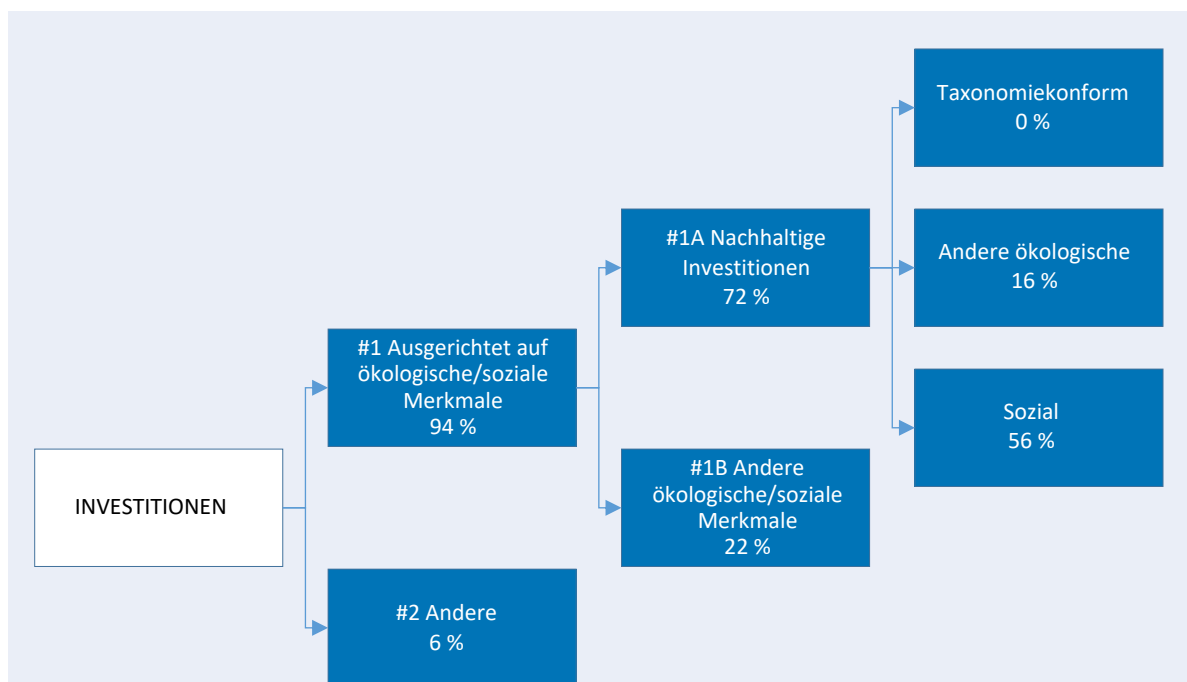 INVESTITIONEN
#1 Ausgerichtet auf
ökologische/soziale
Merkmale
94 %
#2 Andere
6 %
#1A Nachhaltige
Investitionen
72 %
#1B Andere
ökologische/soziale
Merkmale
22 %
Taxonomiekonform
0 %
Andere ökologische
16 %
Sozial
56 %